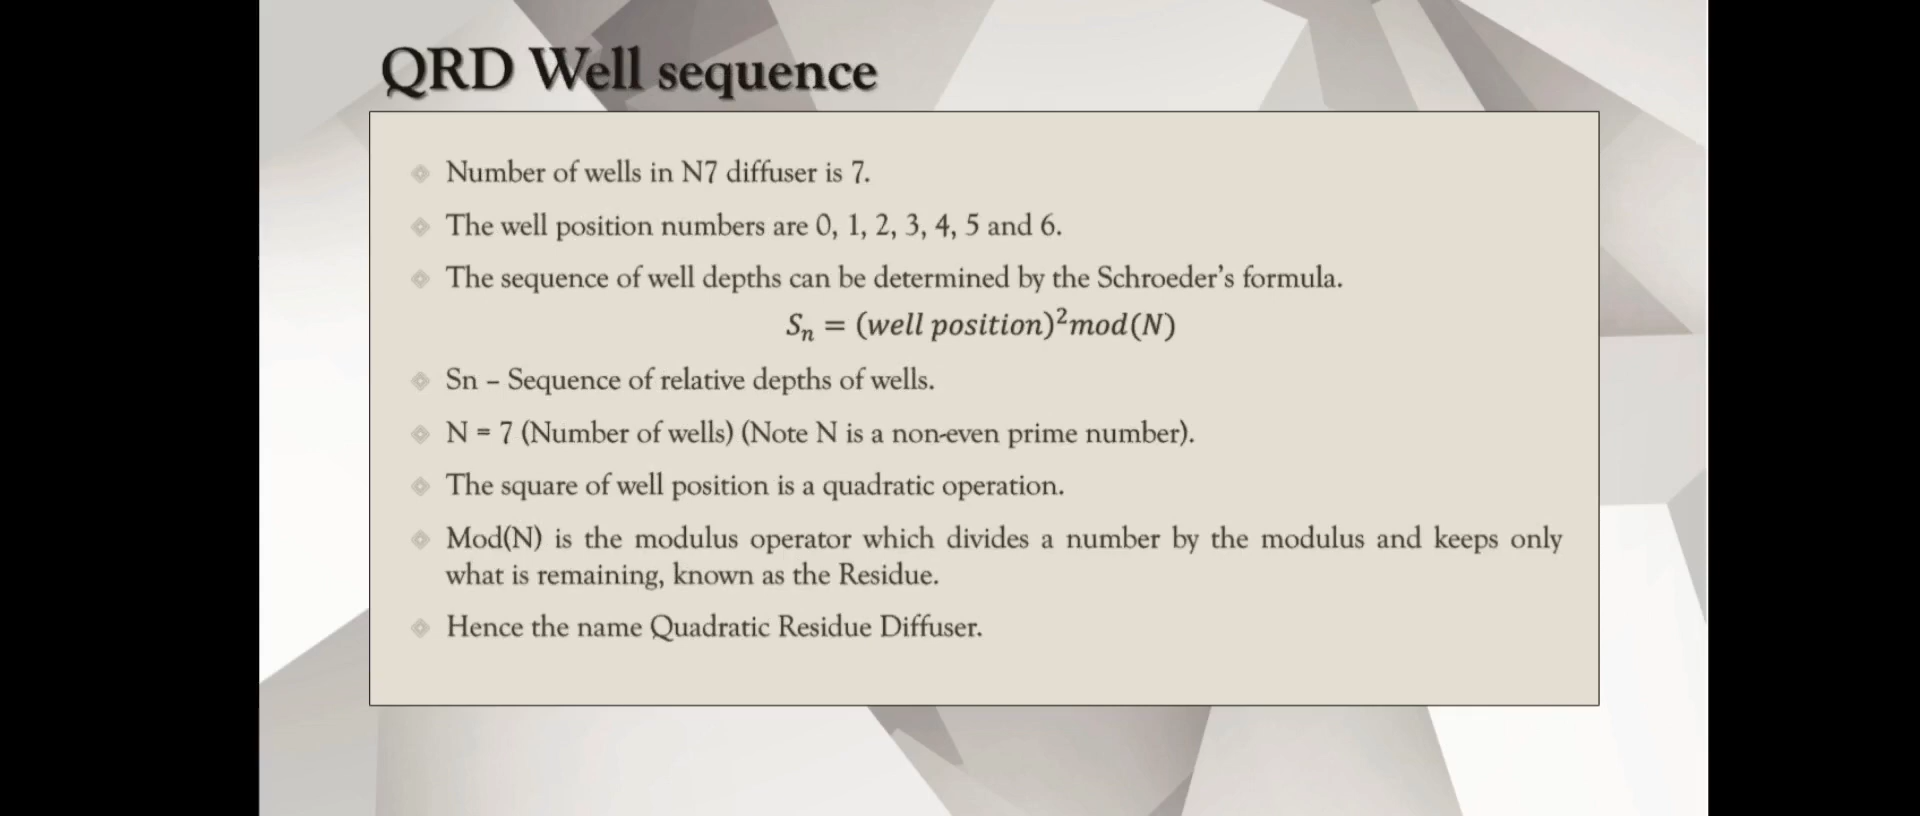 QRD Well sequence
Number of wells in N7 diffuser is 7.
The well position numbers are 0, 1, 2, 3, 4, 5 and 6.
The sequence of well depths can be determined by the Schroeder's formula.
Sₙ = (well position)²mod(N)
Sn – Sequence of relative depths of wells.
N = 7 (Number of wells) (Note N is a non-even prime number).
The square of well position is a quadratic operation.
Mod(N) is the modulus operator which divides a number by the modulus and keeps only
what is remaining, known as the Residue.
Hence the name Quadratic Residue Diffuser.